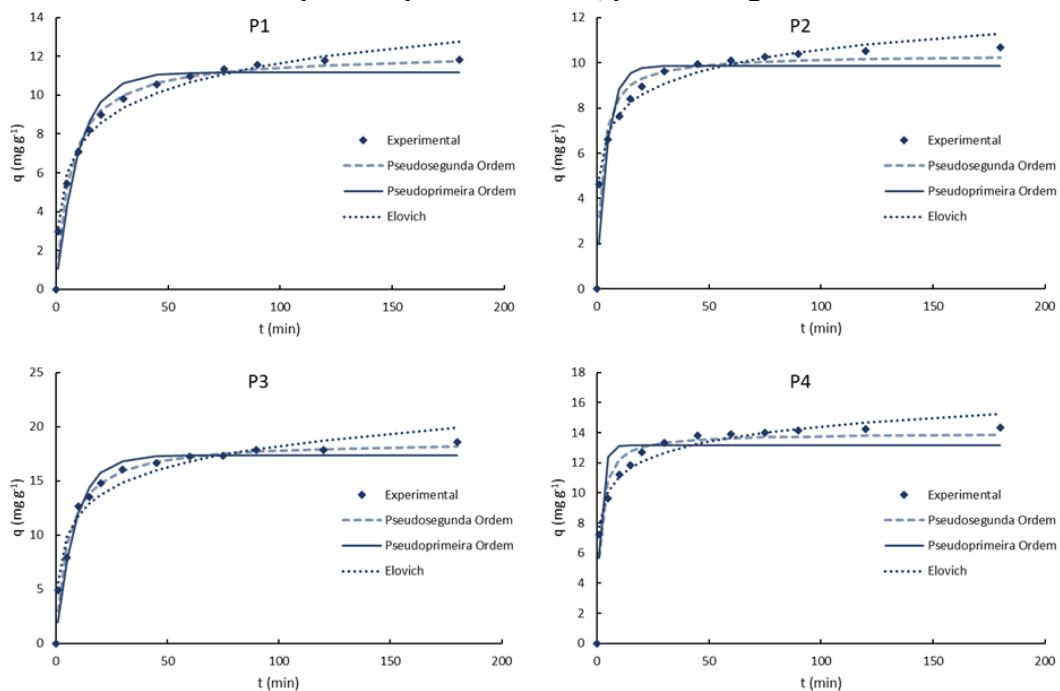 P1
14
12
10
8
6
4
2
0
q (mg g⁻¹)
Experimental
Pseudosegunda Ordem
Pseudoprimeira Ordem
Elovich
0 50 100 150 200
t (min)
P2
12
10
8
6
4
2
0
q (mg g⁻¹)
Experimental
Pseudosegunda Ordem
Pseudoprimeira Ordem
Elovich
0 50 100 150 200
t (min)
P3
25
20
15
10
5
0
q (mg g⁻¹)
Experimental
Pseudosegunda Ordem
Pseudoprimeira Ordem
Elovich
0 50 100 150 200
t (min)
P4
18
16
14
12
10
8
6
4
2
0
q (mg g⁻¹)
Experimental
Pseudosegunda Ordem
Pseudoprimeira Ordem
Elovich
0 50 100 150 200
t (min)